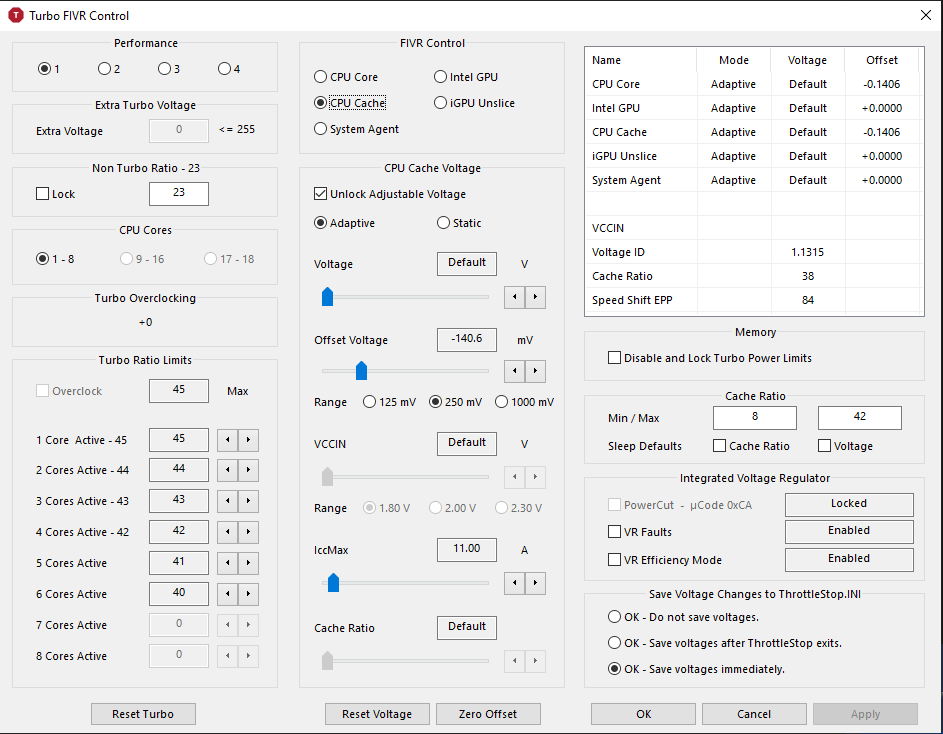 Turbo FIVR Control
Performance
1 2 3 4
Extra Turbo Voltage
Extra Voltage 0 <= 255
Non Turbo Ratio - 23
Lock 23
CPU Cores
1 - 8 9 - 16 17 - 18
Turbo Overclocking
+0
Turbo Ratio Limits
Overclock 45 Max
1 Core Active - 45 45
2 Cores Active - 44 44
3 Cores Active - 43 43
4 Cores Active - 42 42
5 Cores Active 41
6 Cores Active 40
7 Cores Active 0
8 Cores Active 0
Reset Turbo
FIVR Control
CPU Core Intel GPU
CPU Cache iGPU Unslice
System Agent
CPU Cache Voltage
Unlock Adjustable Voltage
Adaptive Static
Voltage Default V
Offset Voltage -140.6 mV
Range 125 mV 250 mV 1000 mV
VCCIN Default V
Range 1.80 V 2.00 V 2.30 V
IccMax 11.00 A
Cache Ratio Default
Reset Voltage Zero Offset
Name Mode Voltage Offset
CPU Core Adaptive Default -0.1406
Intel GPU Adaptive Default +0.0000
CPU Cache Adaptive Default -0.1406
iGPU Unslice Adaptive Default +0.0000
System Agent Adaptive Default +0.0000
VCCIN
Voltage ID 1.1315
Cache Ratio 38
Speed Shift EPP 84
Memory
Disable and Lock Turbo Power Limits
Cache Ratio
Min / Max 8 42
Sleep Defaults Cache Ratio Voltage
Integrated Voltage Regulator
PowerCut - µCode 0xCA Locked
VR Faults Enabled
VR Efficiency Mode Enabled
Save Voltage Changes to ThrottleStop.INI
OK - Do not save voltages.
OK - Save voltages after ThrottleStop exits.
OK - Save voltages immediately.
OK Cancel Apply